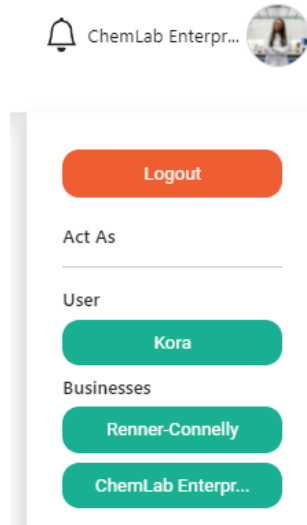 ChemLab Enterpr...
Logout
Act As
User
Kora
Businesses
Renner-Connelly
ChemLab Enterpr...